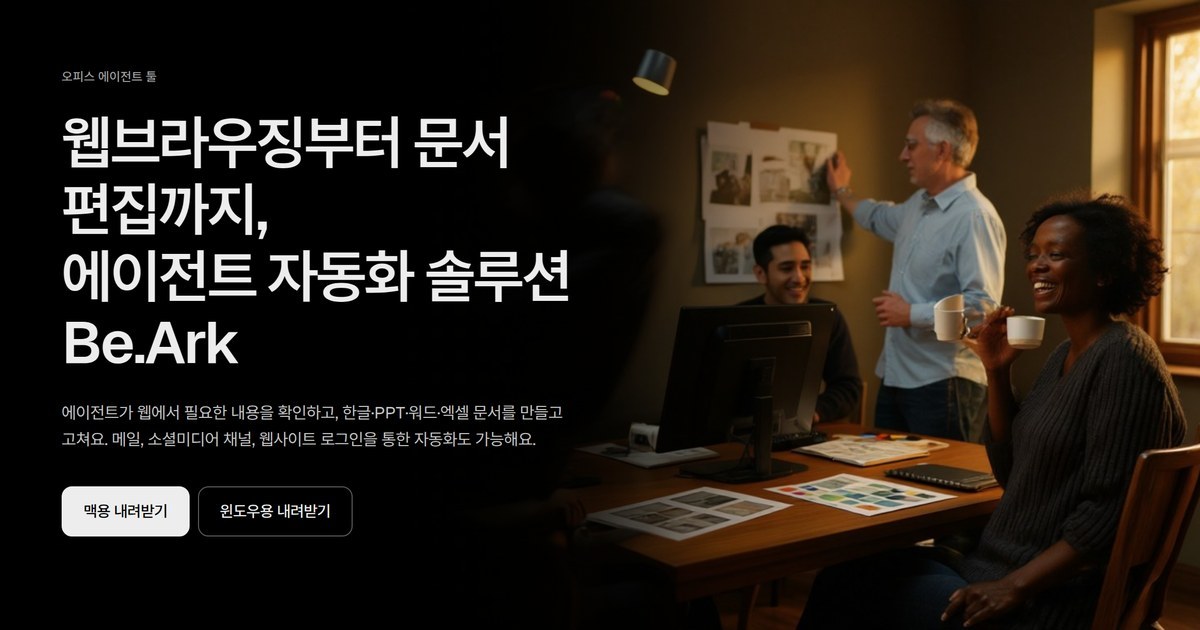 오피스 에이전트 툴
웹브라우징부터 문서
편집까지,
에이전트 자동화 솔루션
Be.Ark
에이전트가 웹에서 필요한 내용을 확인하고, 한글·PPT·워드·엑셀 문서를 만들고
고쳐요. 메일, 소셜미디어 채널, 웹사이트 로그인을 통한 자동화도 가능해요.
맥용 내려받기
윈도우용 내려받기